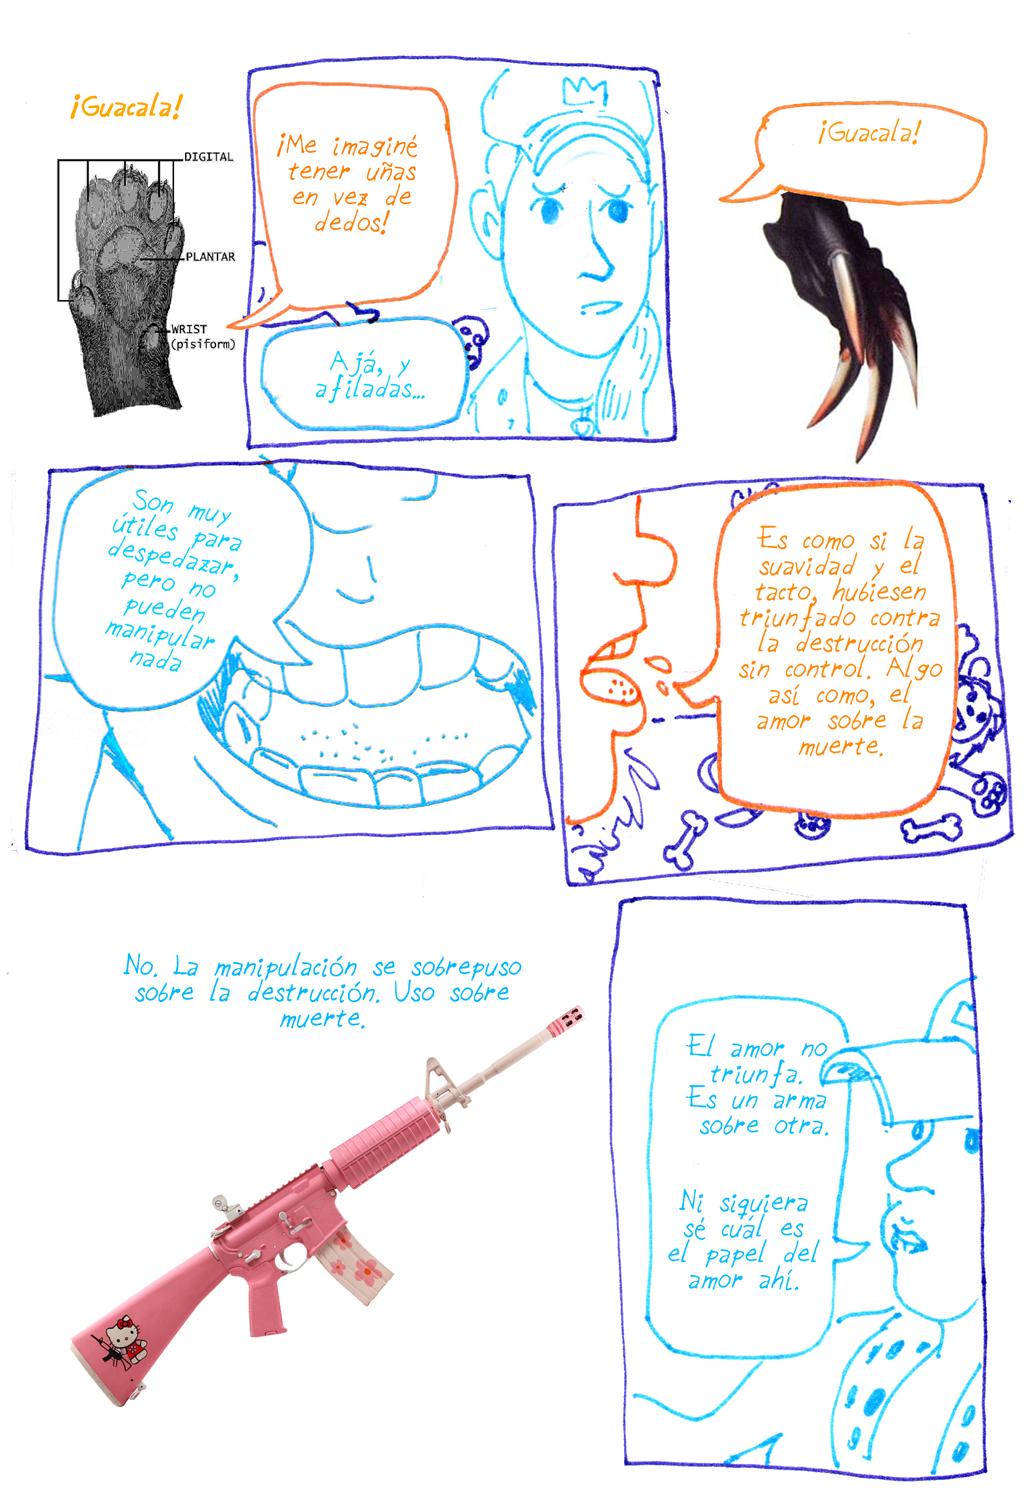 ¡Guacala!
DIGITAL
PLANTAR
WRIST
(pisiform)
¡Me imaginé
tener uñas
en vez de
dedos!
Ajá, y
afiladas...
¡Guacala!
Son muy
útiles para
despedazar,
pero no
pueden
manipular
nada
Es como si la
suavidad y el
tacto, hubiesen
triunfado contra
la destrucción
sin control. Algo
así como, el
amor sobre la
muerte.
No. La manipulación se sobrepuso
sobre la destrucción. Uso sobre
muerte.
El amor no
triunfa.
Es un arma
sobre otra.
Ni siquiera
sé cuál es
el papel del
amor ahí.